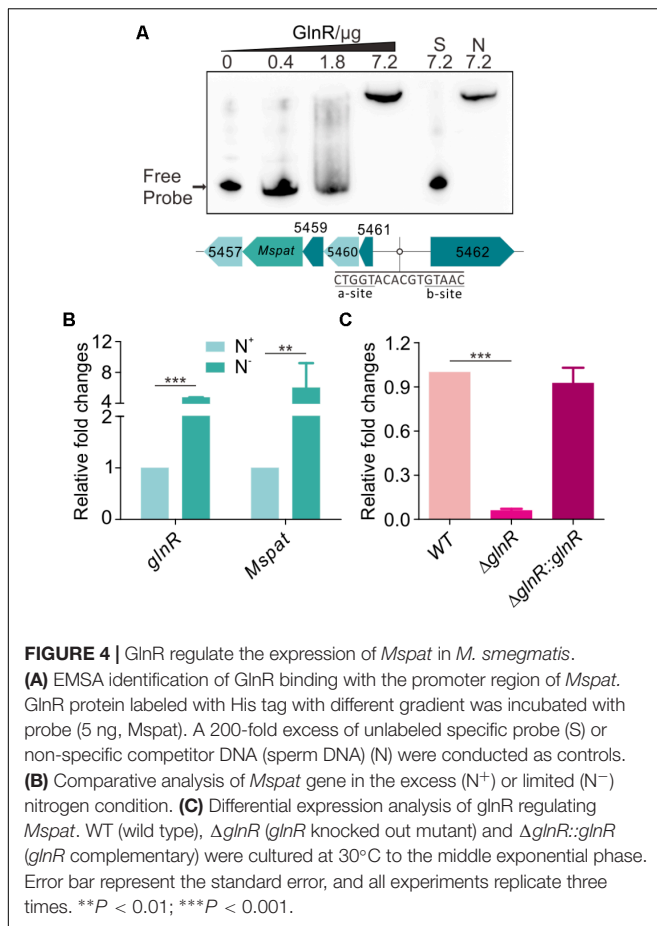 A
GlnR/μg
S N
0 0.4 1.8 7.2 7.2 7.2
Free
Probe
5459 5461
5457 Mspat 5460 5462
CTGGTACACGTGTAAC
a-site b-site
B
C
Relative fold changes
12
8
4
2
1
0
N+
N-
***
**
glnR
Mspat
Relative fold changes
1.2
0.9
0.6
0.3
0.0
***
WT
ΔglnR
ΔglnR::glnR
FIGURE 4 | GlnR regulate the expression of Mspat in M. smegmatis.
(A) EMSA identification of GlnR binding with the promoter region of Mspat.
GlnR protein labeled with His tag with different gradient was incubated with
probe (5 ng, Mspat). A 200-fold excess of unlabeled specific probe (S) or
non-specific competitor DNA (sperm DNA) (N) were conducted as controls.
(B) Comparative analysis of Mspat gene in the excess (N+) or limited (N−)
nitrogen condition. (C) Differential expression analysis of glnR regulating
Mspat. WT (wild type), ΔglnR (glnR knocked out mutant) and ΔglnR::glnR
(glnR complementary) were cultured at 30°C to the middle exponential phase.
Error bar represent the standard error, and all experiments replicate three
times. **P < 0.01; ***P < 0.001.